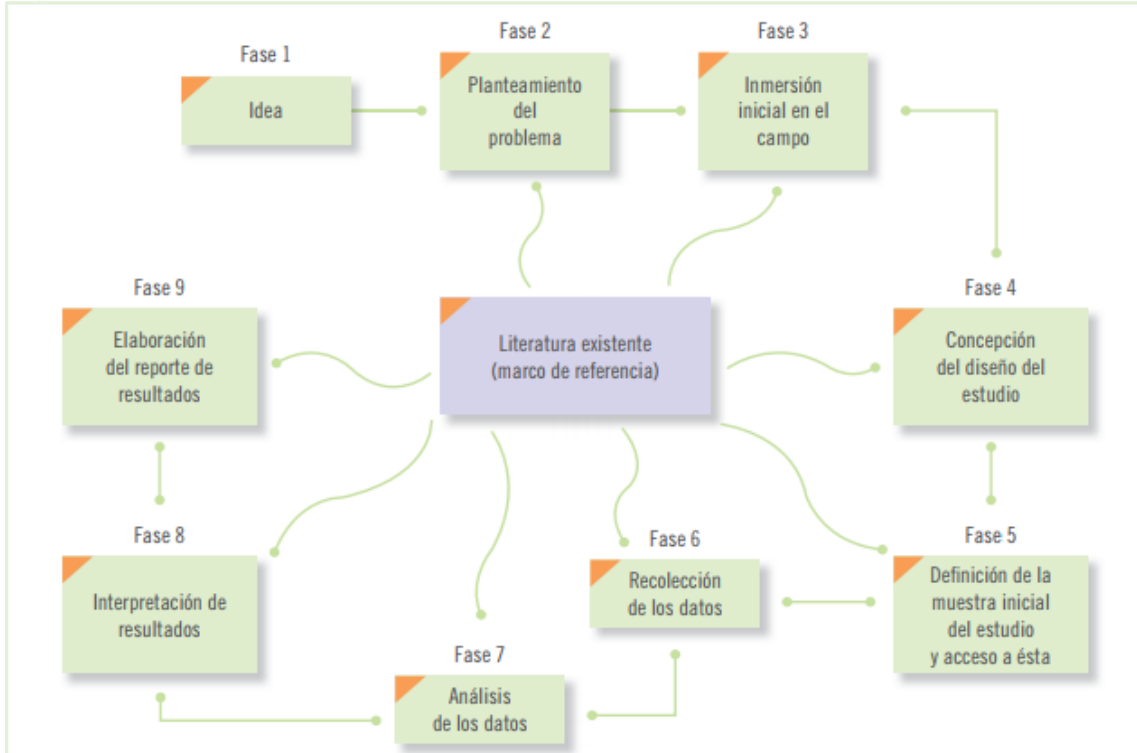 Fase 1
Idea
Fase 2
Planteamiento
del
problema
Fase 3
Inmersión
inicial en el
campo
Fase 4
Concepción
del diseño del
estudio
Fase 5
Definición de la
muestra inicial
del estudio
y acceso a ésta
Fase 6
Recolección
de los datos
Fase 7
Análisis
de los datos
Fase 8
Interpretación de
resultados
Fase 9
Elaboración
del reporte de
resultados
Literatura existente
(marco de referencia)